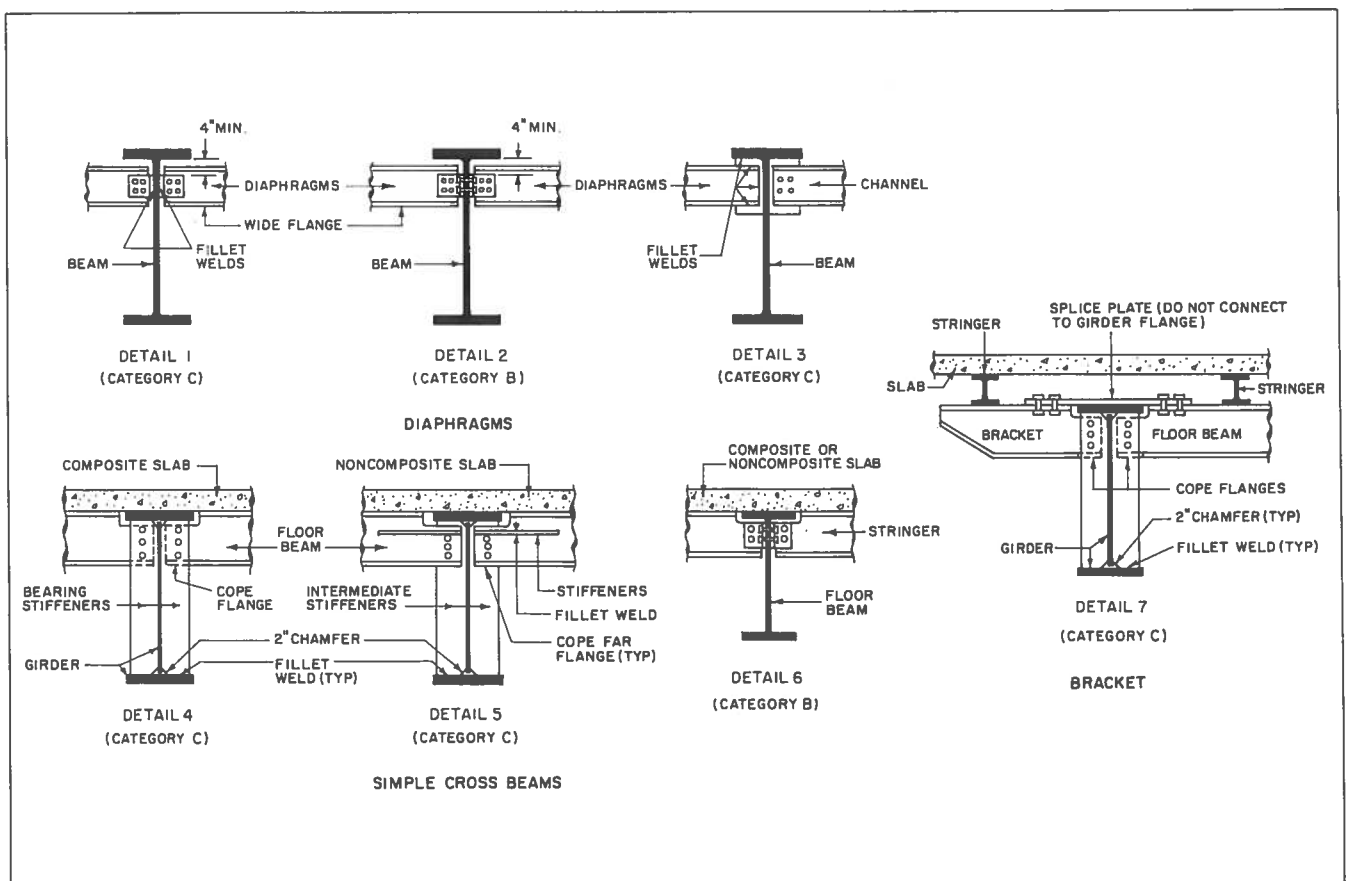 4" MIN.
4" MIN.
DIAPHRAGMS
DIAPHRAGMS
CHANNEL
WIDE FLANGE
FILLET
WELDS
FILLET
WELDS
BEAM
BEAM
BEAM
DETAIL 1
(CATEGORY C)
DETAIL 2
(CATEGORY B)
DETAIL 3
(CATEGORY C)
DIAPHRAGMS
SPLICE PLATE (DO NOT CONNECT
TO GIRDER FLANGE)
STRINGER
SLAB
STRINGER
BRACKET
FLOOR BEAM
COPE FLANGES
2" CHAMFER (TYP)
GIRDER
FILLET WELD (TYP)
DETAIL 7
(CATEGORY C)
BRACKET
COMPOSITE SLAB
NONCOMPOSITE SLAB
COMPOSITE OR
NONCOMPOSITE SLAB
FLOOR
BEAM
STRINGER
BEARING
STIFFENERS
COPE
FLANGE
INTERMEDIATE
STIFFENERS
STIFFENERS
FILLET WELD
COPE FAR
FLANGE (TYP)
FLOOR
BEAM
2" CHAMFER
GIRDER
FILLET
WELD (TYP)
DETAIL 4
(CATEGORY C)
DETAIL 5
(CATEGORY C)
DETAIL 6
(CATEGORY B)
SIMPLE CROSS BEAMS